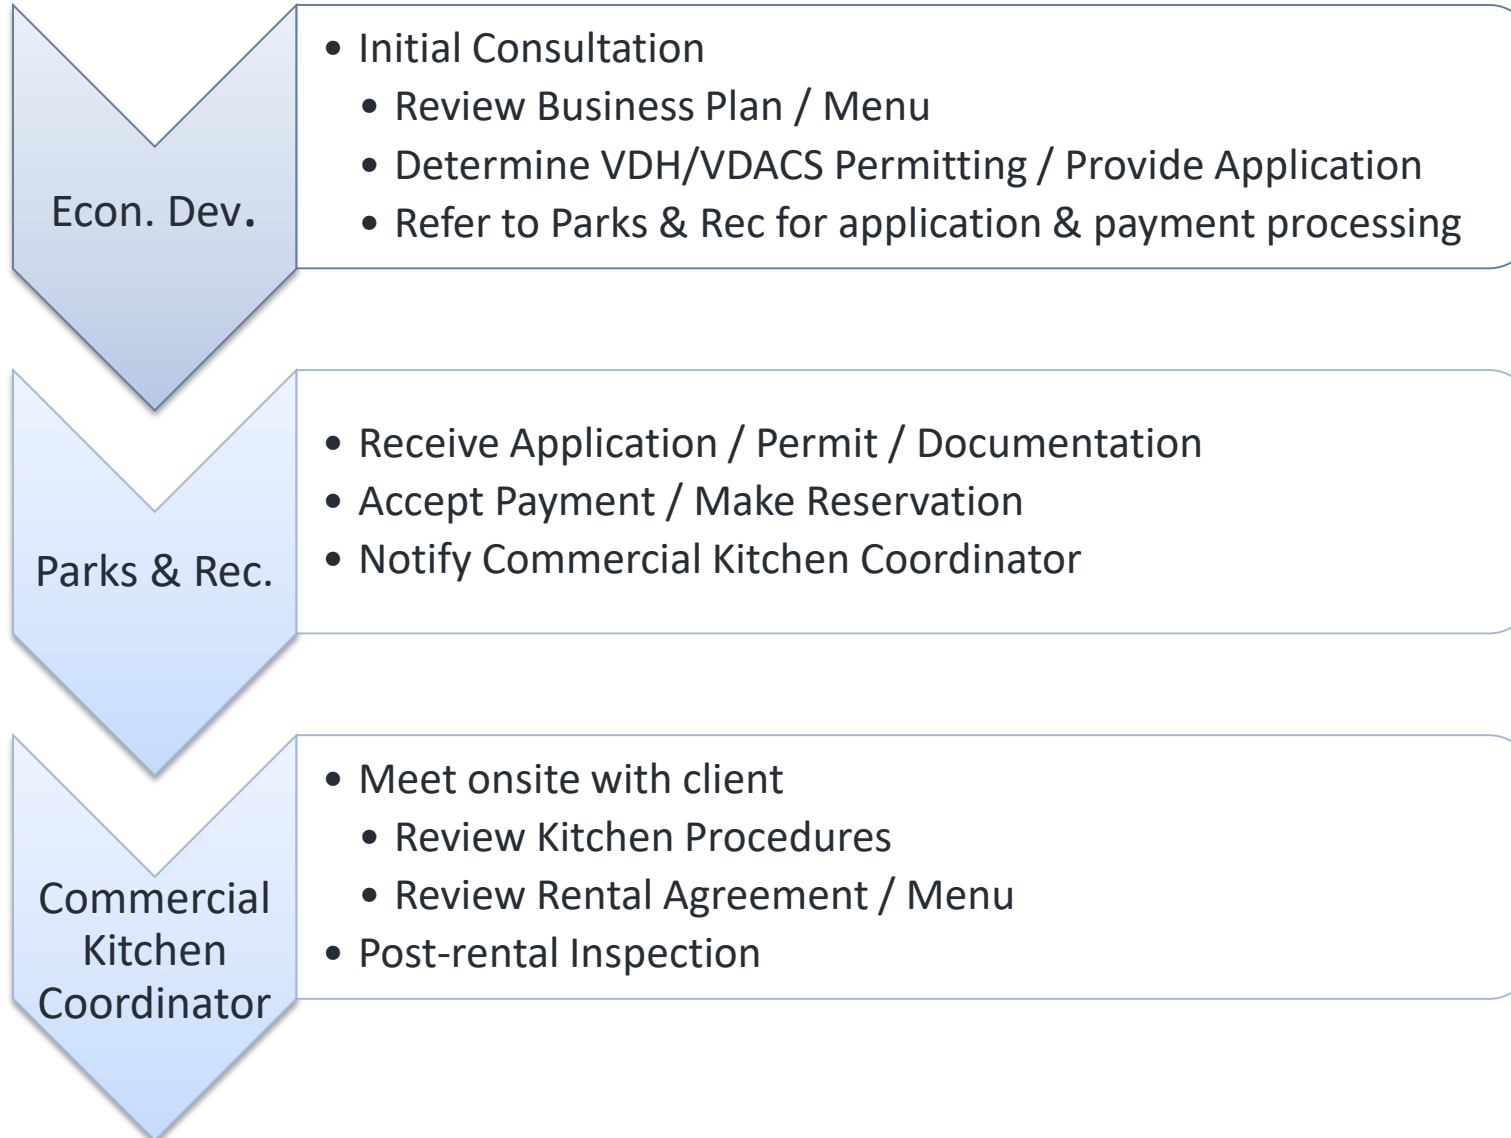 Econ. Dev.
• Initial Consultation
• Review Business Plan / Menu
• Determine VDH/VDACS Permitting / Provide Application
• Refer to Parks & Rec for application & payment processing
Parks & Rec.
• Receive Application / Permit / Documentation
• Accept Payment / Make Reservation
• Notify Commercial Kitchen Coordinator
Commercial
Kitchen
Coordinator
• Meet onsite with client
• Review Kitchen Procedures
• Review Rental Agreement / Menu
• Post-rental Inspection